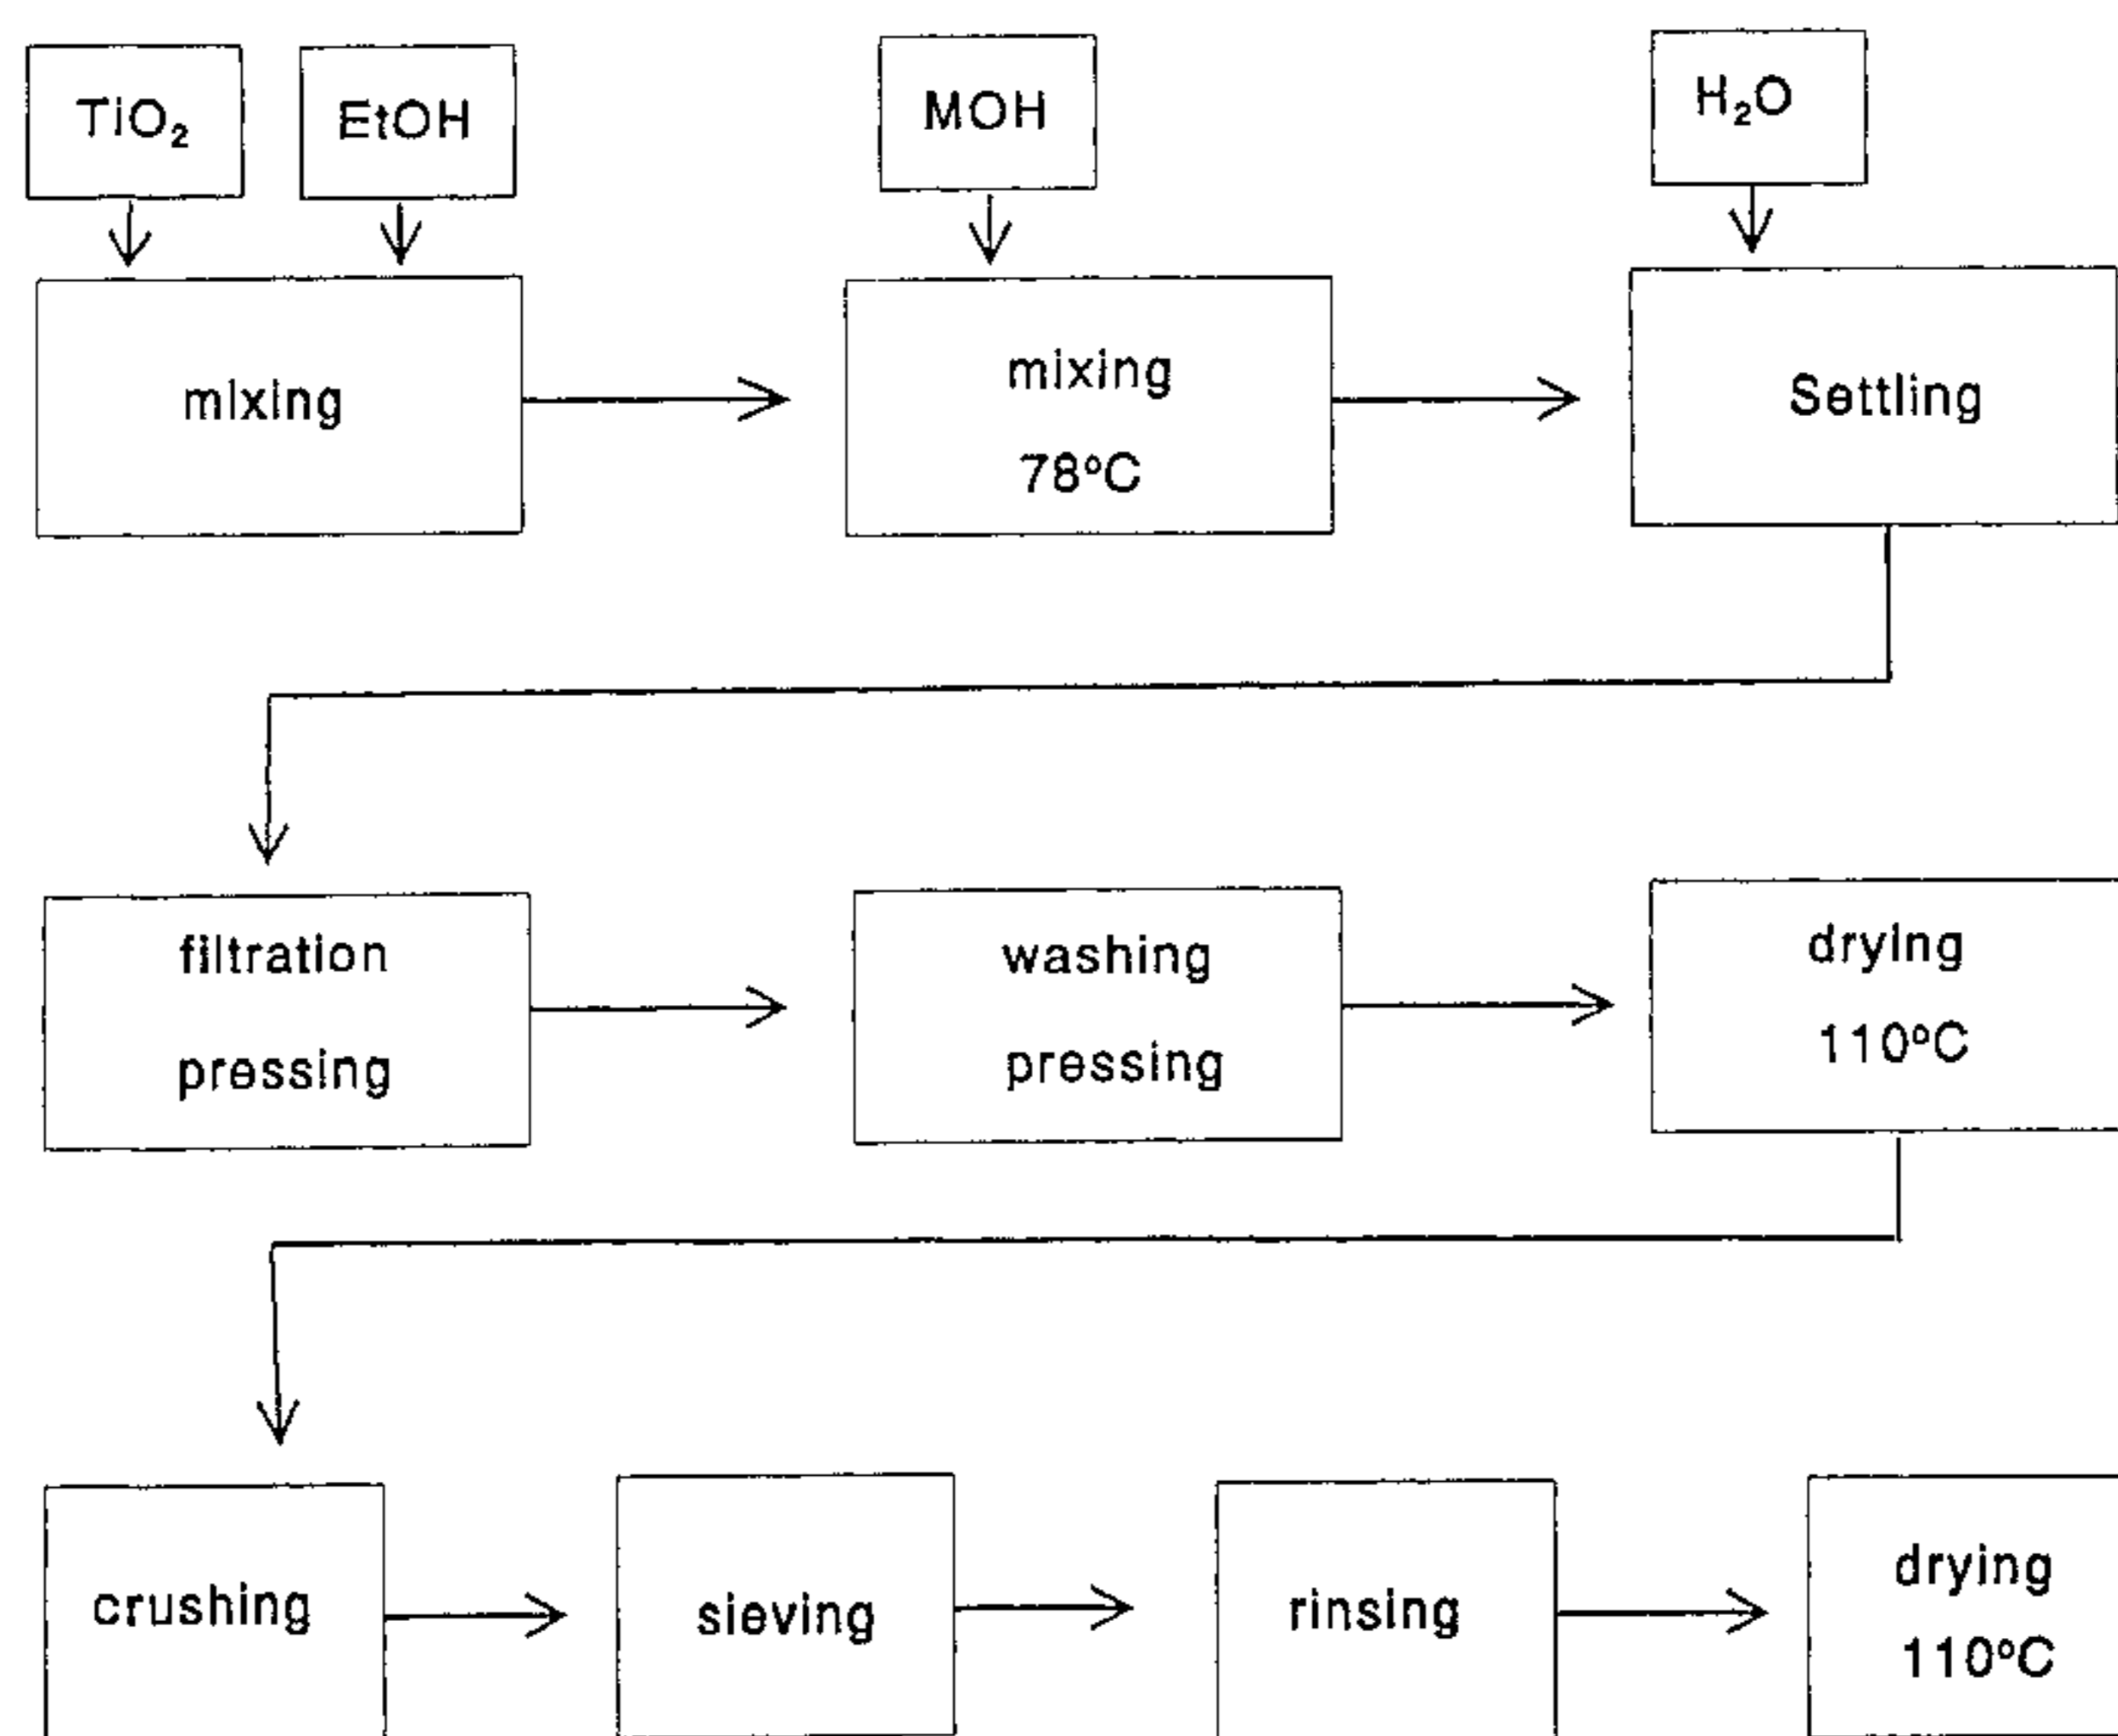 TiO₂
EtOH
MOH
H₂O
mixing
mixing
78°C
Settling
filtration
pressing
washing
pressing
drying
110°C
crushing
sieving
rinsing
drying
110°C